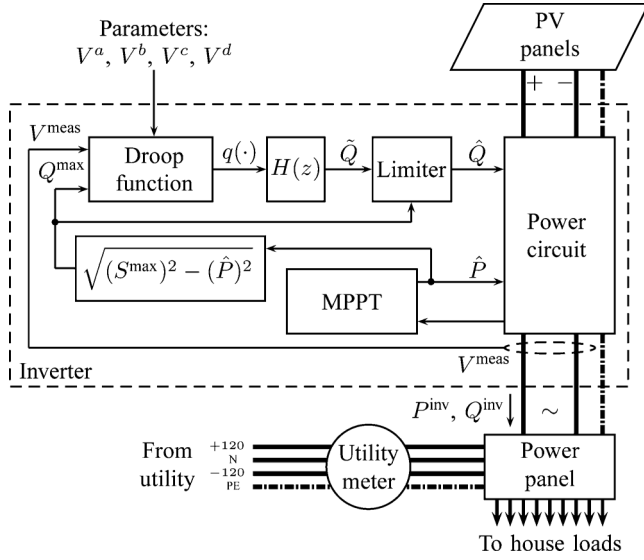 Parameters:
V^a, V^b, V^c, V^d
PV
panels
+ −
V^meas
Q^max
Droop
function
q(·)
H(z)
Q̃
Limiter
Q̂
Power
circuit
√((S^max)² − (P̂)²)
MPPT
P̂
V^meas
Inverter
P^inv, Q^inv
∼
From
utility
+120
N
−120
PE
Utility
meter
Power
panel
To house loads